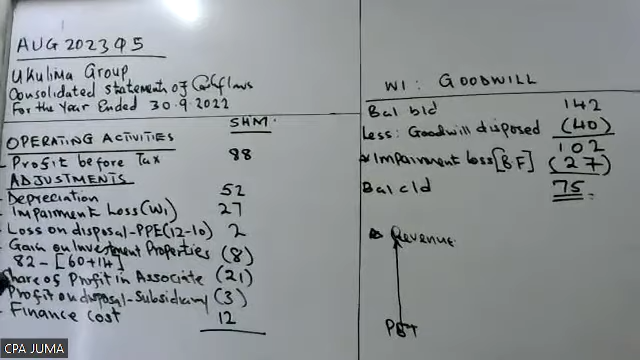 AUG 2023 Q5
Ukulima Group
Consolidated Statement of Cashflows
For the Year Ended 30.9.2022
SHM.
OPERATING ACTIVITIES
Profit before Tax 88
ADJUSTMENTS
Depreciation 52
Impairment Loss (W1) 27
Loss on disposal-PPE (12-10) 2
Gain on Investment Properties (8)
82-[60+14]
Share of Profit in Associate (21)
Profit on disposal-Subsidiary (3)
Finance cost 12
W1: GOODWILL
Bal b/d 142
Less: Goodwill disposed (40)
102
Impairment loss [BF] (27)
Bal c/d 75
Revenue
PBT
CPA JUMA